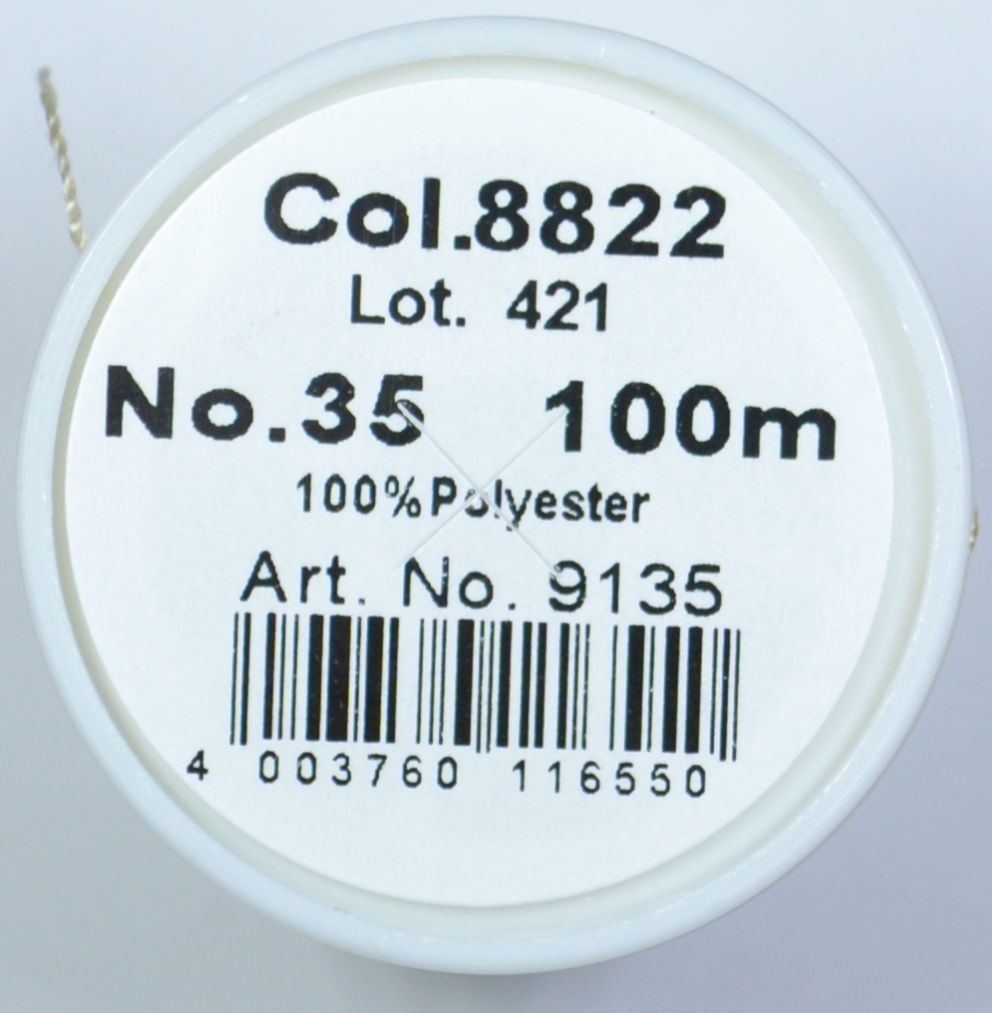 Col.8822
Lot. 421
No.35 100m
100% Polyester
Art. No. 9135
4 003760 116550